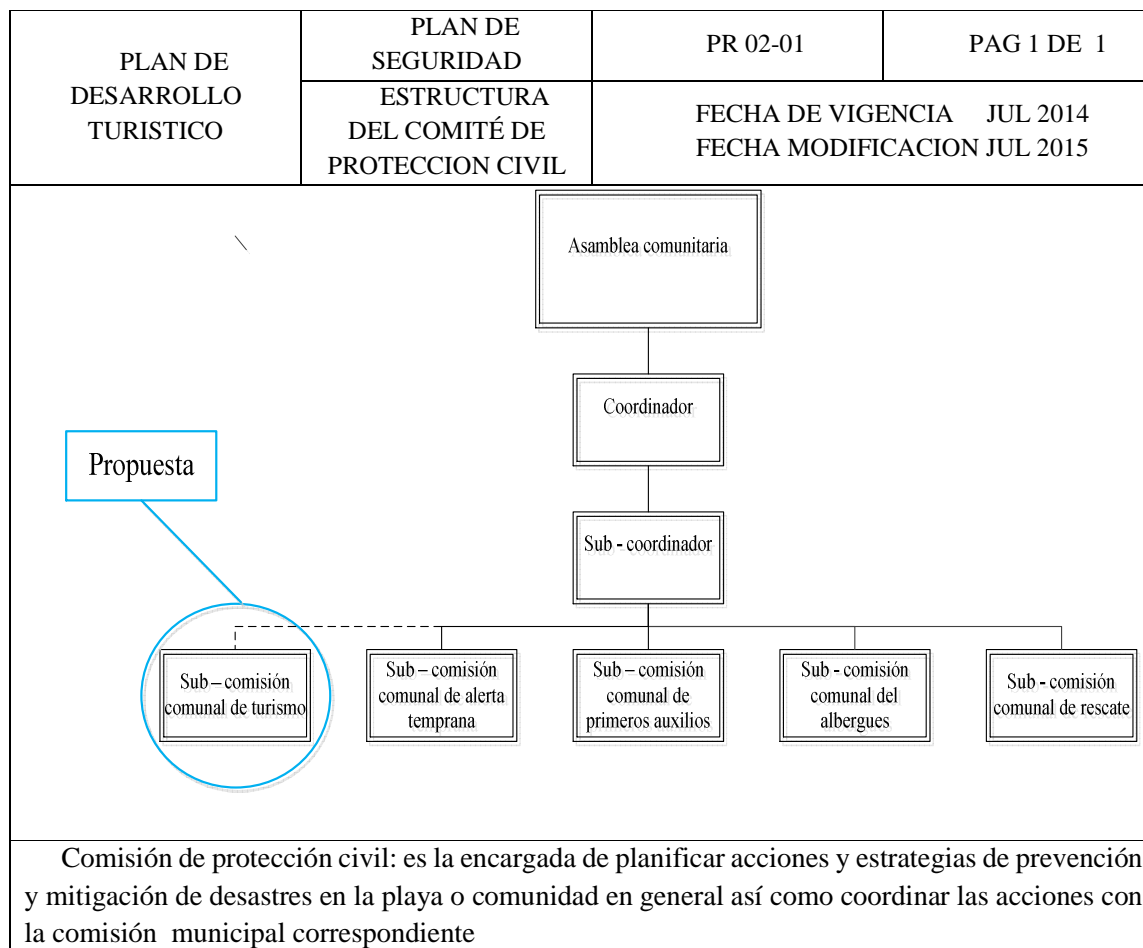 PLAN DE
DESARROLLO
TURISTICO
PLAN DE
SEGURIDAD
PR 02-01
PAG 1 DE 1
ESTRUCTURA
DEL COMITÉ DE
PROTECCION CIVIL
FECHA DE VIGENCIA JUL 2014
FECHA MODIFICACION JUL 2015
Asamblea comunitaria
Coordinador
Propuesta
Sub - coordinador
Sub – comisión
comunal de turismo
Sub – comisión
comunal de alerta
temprana
Sub – comisión
comunal de
primeros auxilios
Sub - comisión
comunal del
albergues
Sub - comisión
comunal de rescate
Comisión de protección civil: es la encargada de planificar acciones y estrategias de prevención
y mitigación de desastres en la playa o comunidad en general así como coordinar las acciones con
la comisión municipal correspondiente